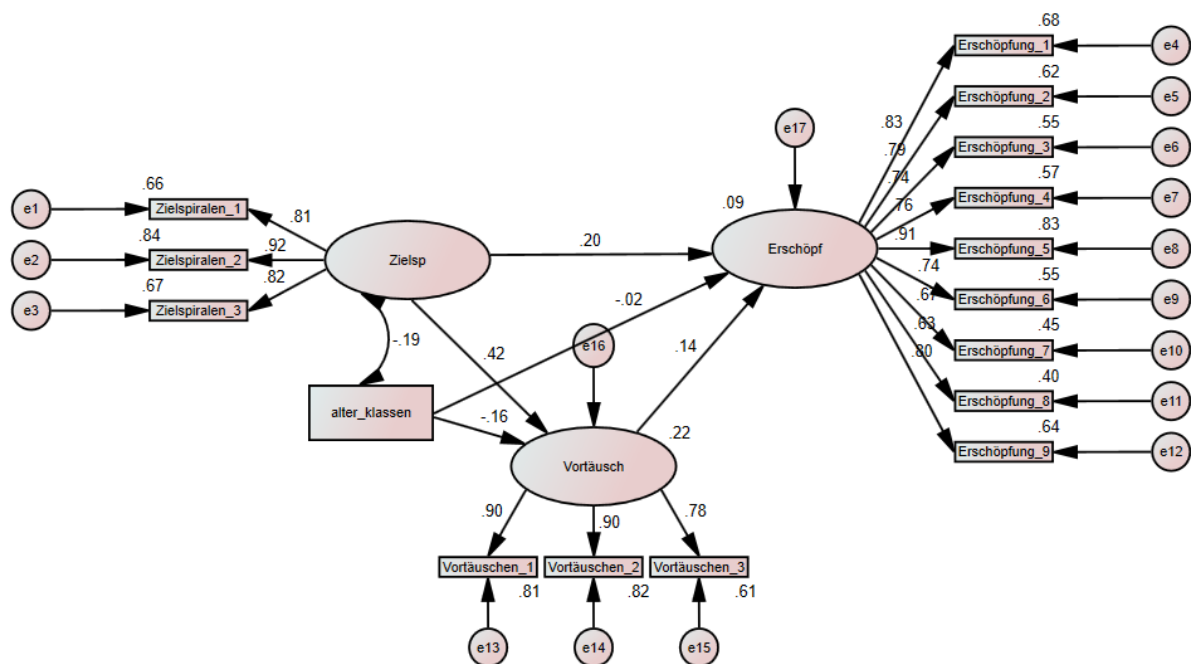 .68
Erschöpfung_1
e4
.62
Erschöpfung_2
e5
e17
.83
.55
Erschöpfung_3
e6
.79
.74
.57
Erschöpfung_4
e7
.66
e1
Zielspiralen_1
.81
.09
.76
.83
Erschöpfung_5
e8
.84
e2
Zielspiralen_2
.92
Zielsp
.20
Erschöpf
.91
.74
.55
Erschöpfung_6
e9
.67
e3
Zielspiralen_3
.82
-.02
.67
.63
.45
Erschöpfung_7
e10
-.19
.42
e16
.14
.80
.40
Erschöpfung_8
e11
alter_klassen
-.16
.22
.64
Erschöpfung_9
e12
Vortäusch
.90
.90
.78
Vortäuschen_1
Vortäuschen_2
Vortäuschen_3
.81
.82
.61
e13
e14
e15